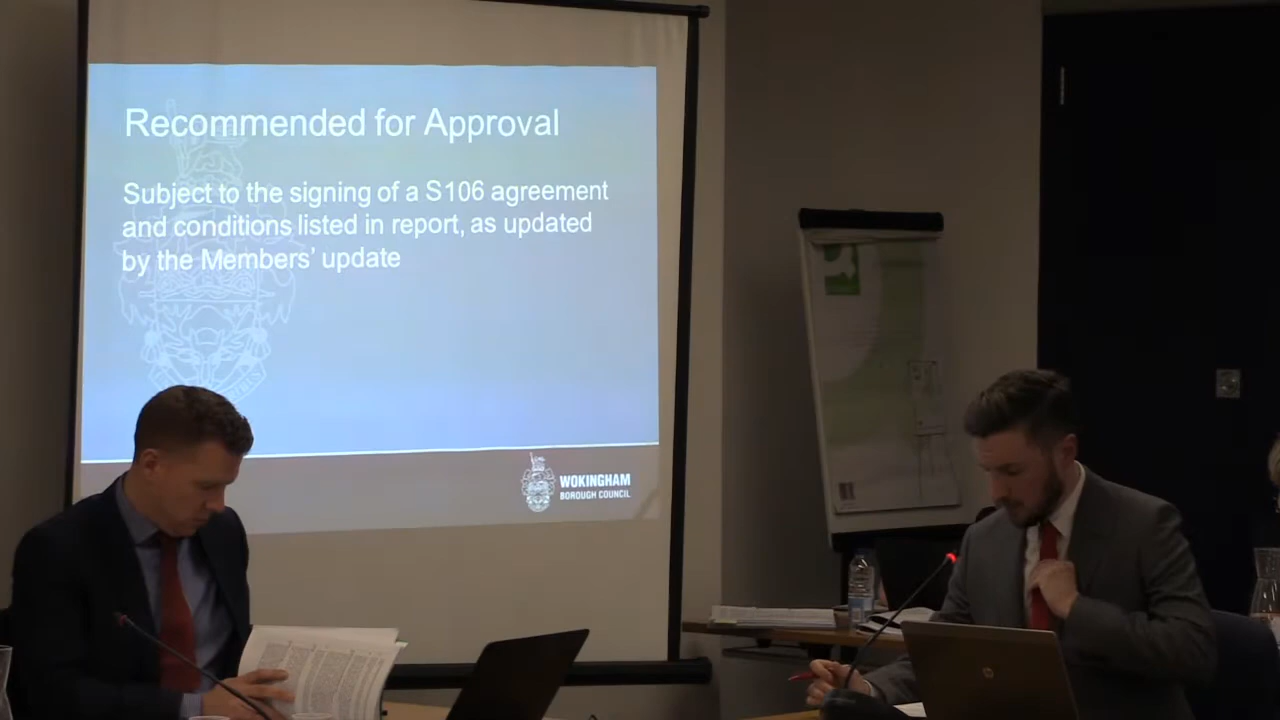 Recommended for Approval
Subject to the signing of a S106 agreement
and conditions listed in report, as updated
by the Members' update
WOKINGHAM
BOROUGH COUNCIL
hp